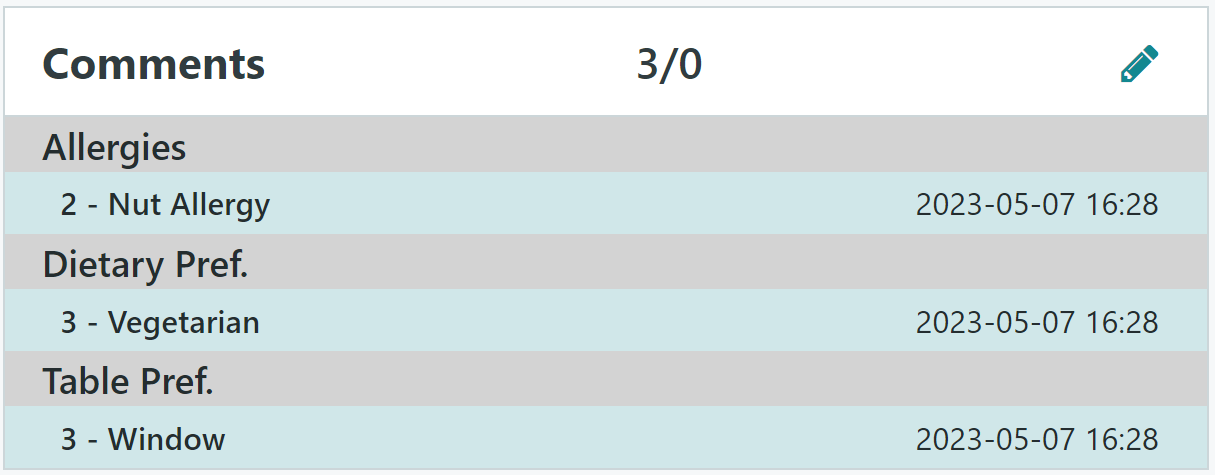 Comments 3/0
Allergies
2 - Nut Allergy 2023-05-07 16:28
Dietary Pref.
3 - Vegetarian 2023-05-07 16:28
Table Pref.
3 - Window 2023-05-07 16:28